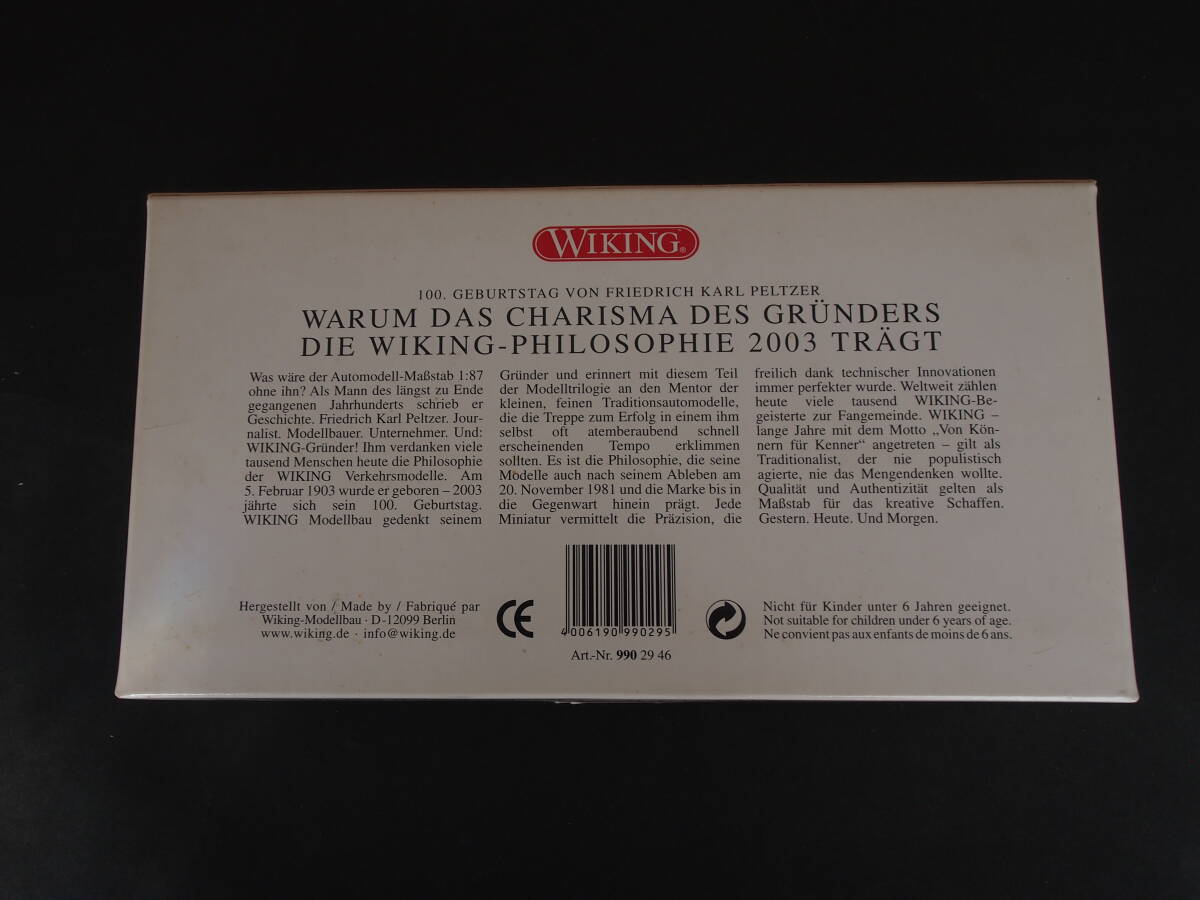 WIKING®
100. GEBURTSTAG VON FRIEDRICH KARL PELTZER
WARUM DAS CHARISMA DES GRÜNDERS
DIE WIKING-PHILOSOPHIE 2003 TRÄGT
Was wäre der Automodell-Maßstab 1:87
ohne ihn? Als Mann des längst zu Ende
gegangenen Jahrhunderts schrieb er
Geschichte. Friedrich Karl Peltzer. Jour-
nalist. Modellbauer. Unternehmer. Und:
WIKING-Gründer! Ihm verdanken viele
tausend Menschen heute die Philosophie
der WIKING Verkehrsmodelle. Am
5. Februar 1903 wurde er geboren – 2003
jährte sich sein 100. Geburtstag.
WIKING Modellbau gedenkt seinem
Gründer und erinnert mit diesem Teil
der Modelltrilogie an den Mentor der
kleinen, feinen Traditionsautomodelle,
die die Treppe zum Erfolg in einem ihm
selbst oft atemberaubend schnell
erscheinenden Tempo erklimmen
sollten. Es ist die Philosophie, die seine
Modelle auch nach seinem Ableben am
20. November 1981 und die Marke bis in
die Gegenwart hinein prägt. Jede
Miniatur vermittelt die Präzision, die
freilich dank technischer Innovationen
immer perfekter wurde. Weltweit zählen
heute viele tausend WIKING-Be-
geisterte zur Fangemeinde. WIKING –
lange Jahre mit dem Motto „Von Kön-
nern für Kenner“ angetreten – gilt als
Traditionalist, der nie populistisch
agierte, nie das Mengendenken wollte.
Qualität und Authentizität gelten als
Maßstab für das kreative Schaffen.
Gestern. Heute. Und Morgen.
Hergestellt von / Made by / Fabriqué par
Wiking-Modellbau · D-12099 Berlin
www.wiking.de · info@wiking.de
CE
4 006190 990295
Art.-Nr. 990 29 46
Nicht für Kinder unter 6 Jahren geeignet.
Not suitable for children under 6 years of age.
Ne convient pas aux enfants de moins de 6 ans.